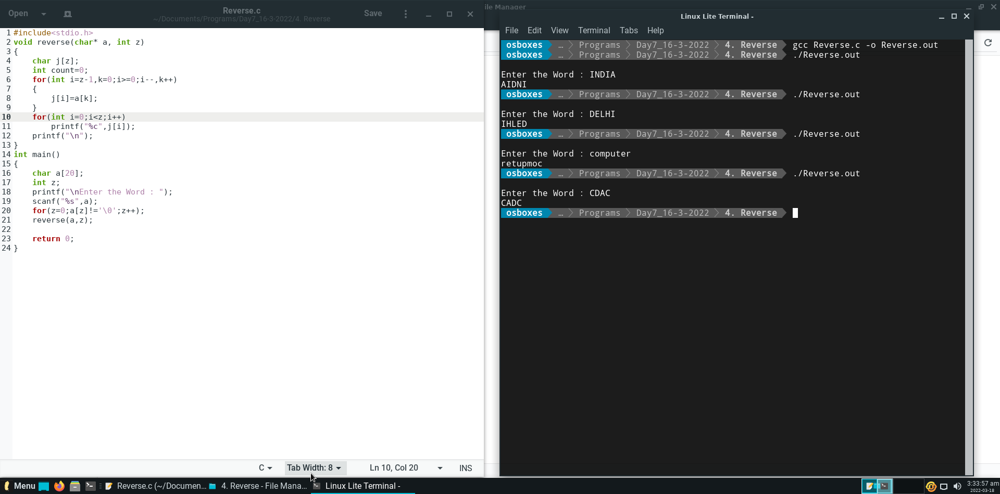 Open
Reverse.c
~/Documents/Programs/Day7_16-3-2022/4. Reverse
Save
1 #include<stdio.h>
2 void reverse(char* a, int z)
3 {
4     char j[z];
5     int count=0;
6     for(int i=z-1,k=0;i>=0;i--,k++)
7     {
8         j[i]=a[k];
9     }
10     for(int i=0;i<z;i++)
11         printf("%c",j[i]);
12     printf("\n");
13 }
14 int main()
15 {
16     char a[20];
17     int z;
18     printf("\nEnter the Word : ");
19     scanf("%s",a);
20     for(z=0;a[z]!='\0';z++);
21     reverse(a,z);
22
23     return 0;
24 }
C
Tab Width: 8
Ln 10, Col 20
INS
ile Manager
Linux Lite Terminal -
File Edit View Terminal Tabs Help
osboxes … Programs Day7_16-3-2022 4. Reverse gcc Reverse.c -o Reverse.out
osboxes … Programs Day7_16-3-2022 4. Reverse ./Reverse.out
Enter the Word : INDIA
AIDNI
osboxes … Programs Day7_16-3-2022 4. Reverse ./Reverse.out
Enter the Word : DELHI
IHLED
osboxes … Programs Day7_16-3-2022 4. Reverse ./Reverse.out
Enter the Word : computer
retupmoc
osboxes … Programs Day7_16-3-2022 4. Reverse ./Reverse.out
Enter the Word : CDAC
CADC
osboxes … Programs Day7_16-3-2022 4. Reverse
Menu
Reverse.c (~/Documen...
4. Reverse - File Mana...
Linux Lite Terminal -
3:33:57 am
2022-03-18